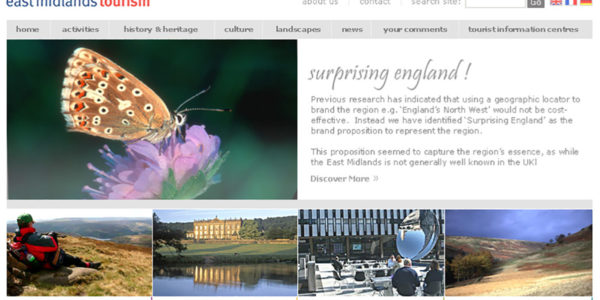 east midlands tourism
about us | contact | search site: Go
home activities history & heritage culture landscapes news your comments tourist information centres
surprising england !
Previous research has indicated that using a geographic locator to
brand the region e.g. 'England's North West' would not be cost-
effective. Instead we have identified 'Surprising England' as the
brand proposition to represent the region.
This proposition seemed to capture the region's essence, as while
the East Midlands is not generally well known in the UK!
Discover More »